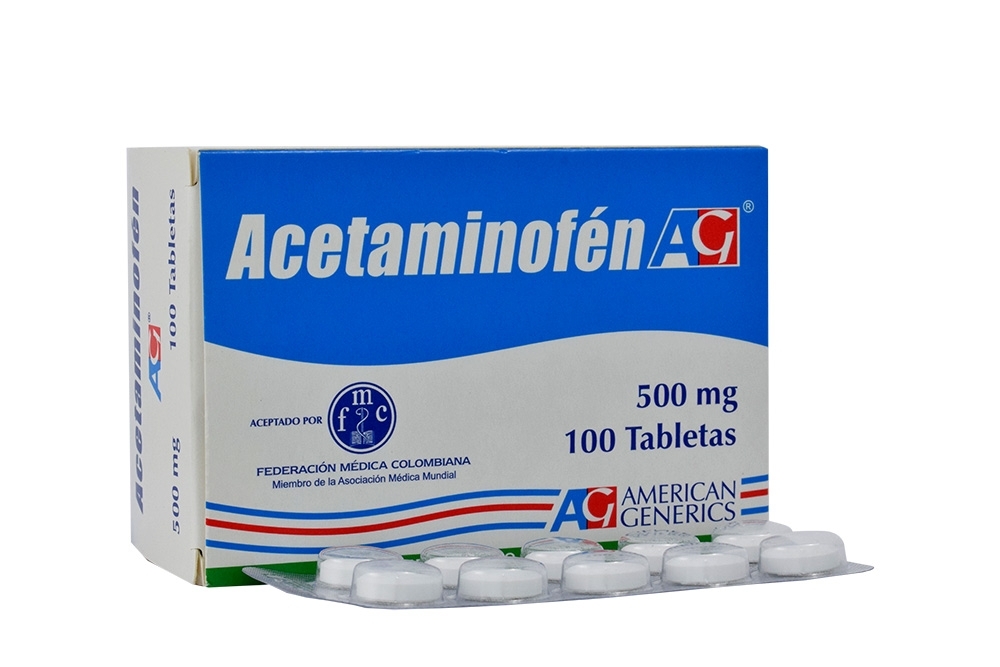 Acetaminofén AG®
500 mg
100 Tabletas
ACEPTADO POR
fmc
FEDERACIÓN MÉDICA COLOMBIANA
Miembro de la Asociación Médica Mundial
AG AMERICAN
GENERICS
Acetaminofén AG®
500 mg 100 Tabletas